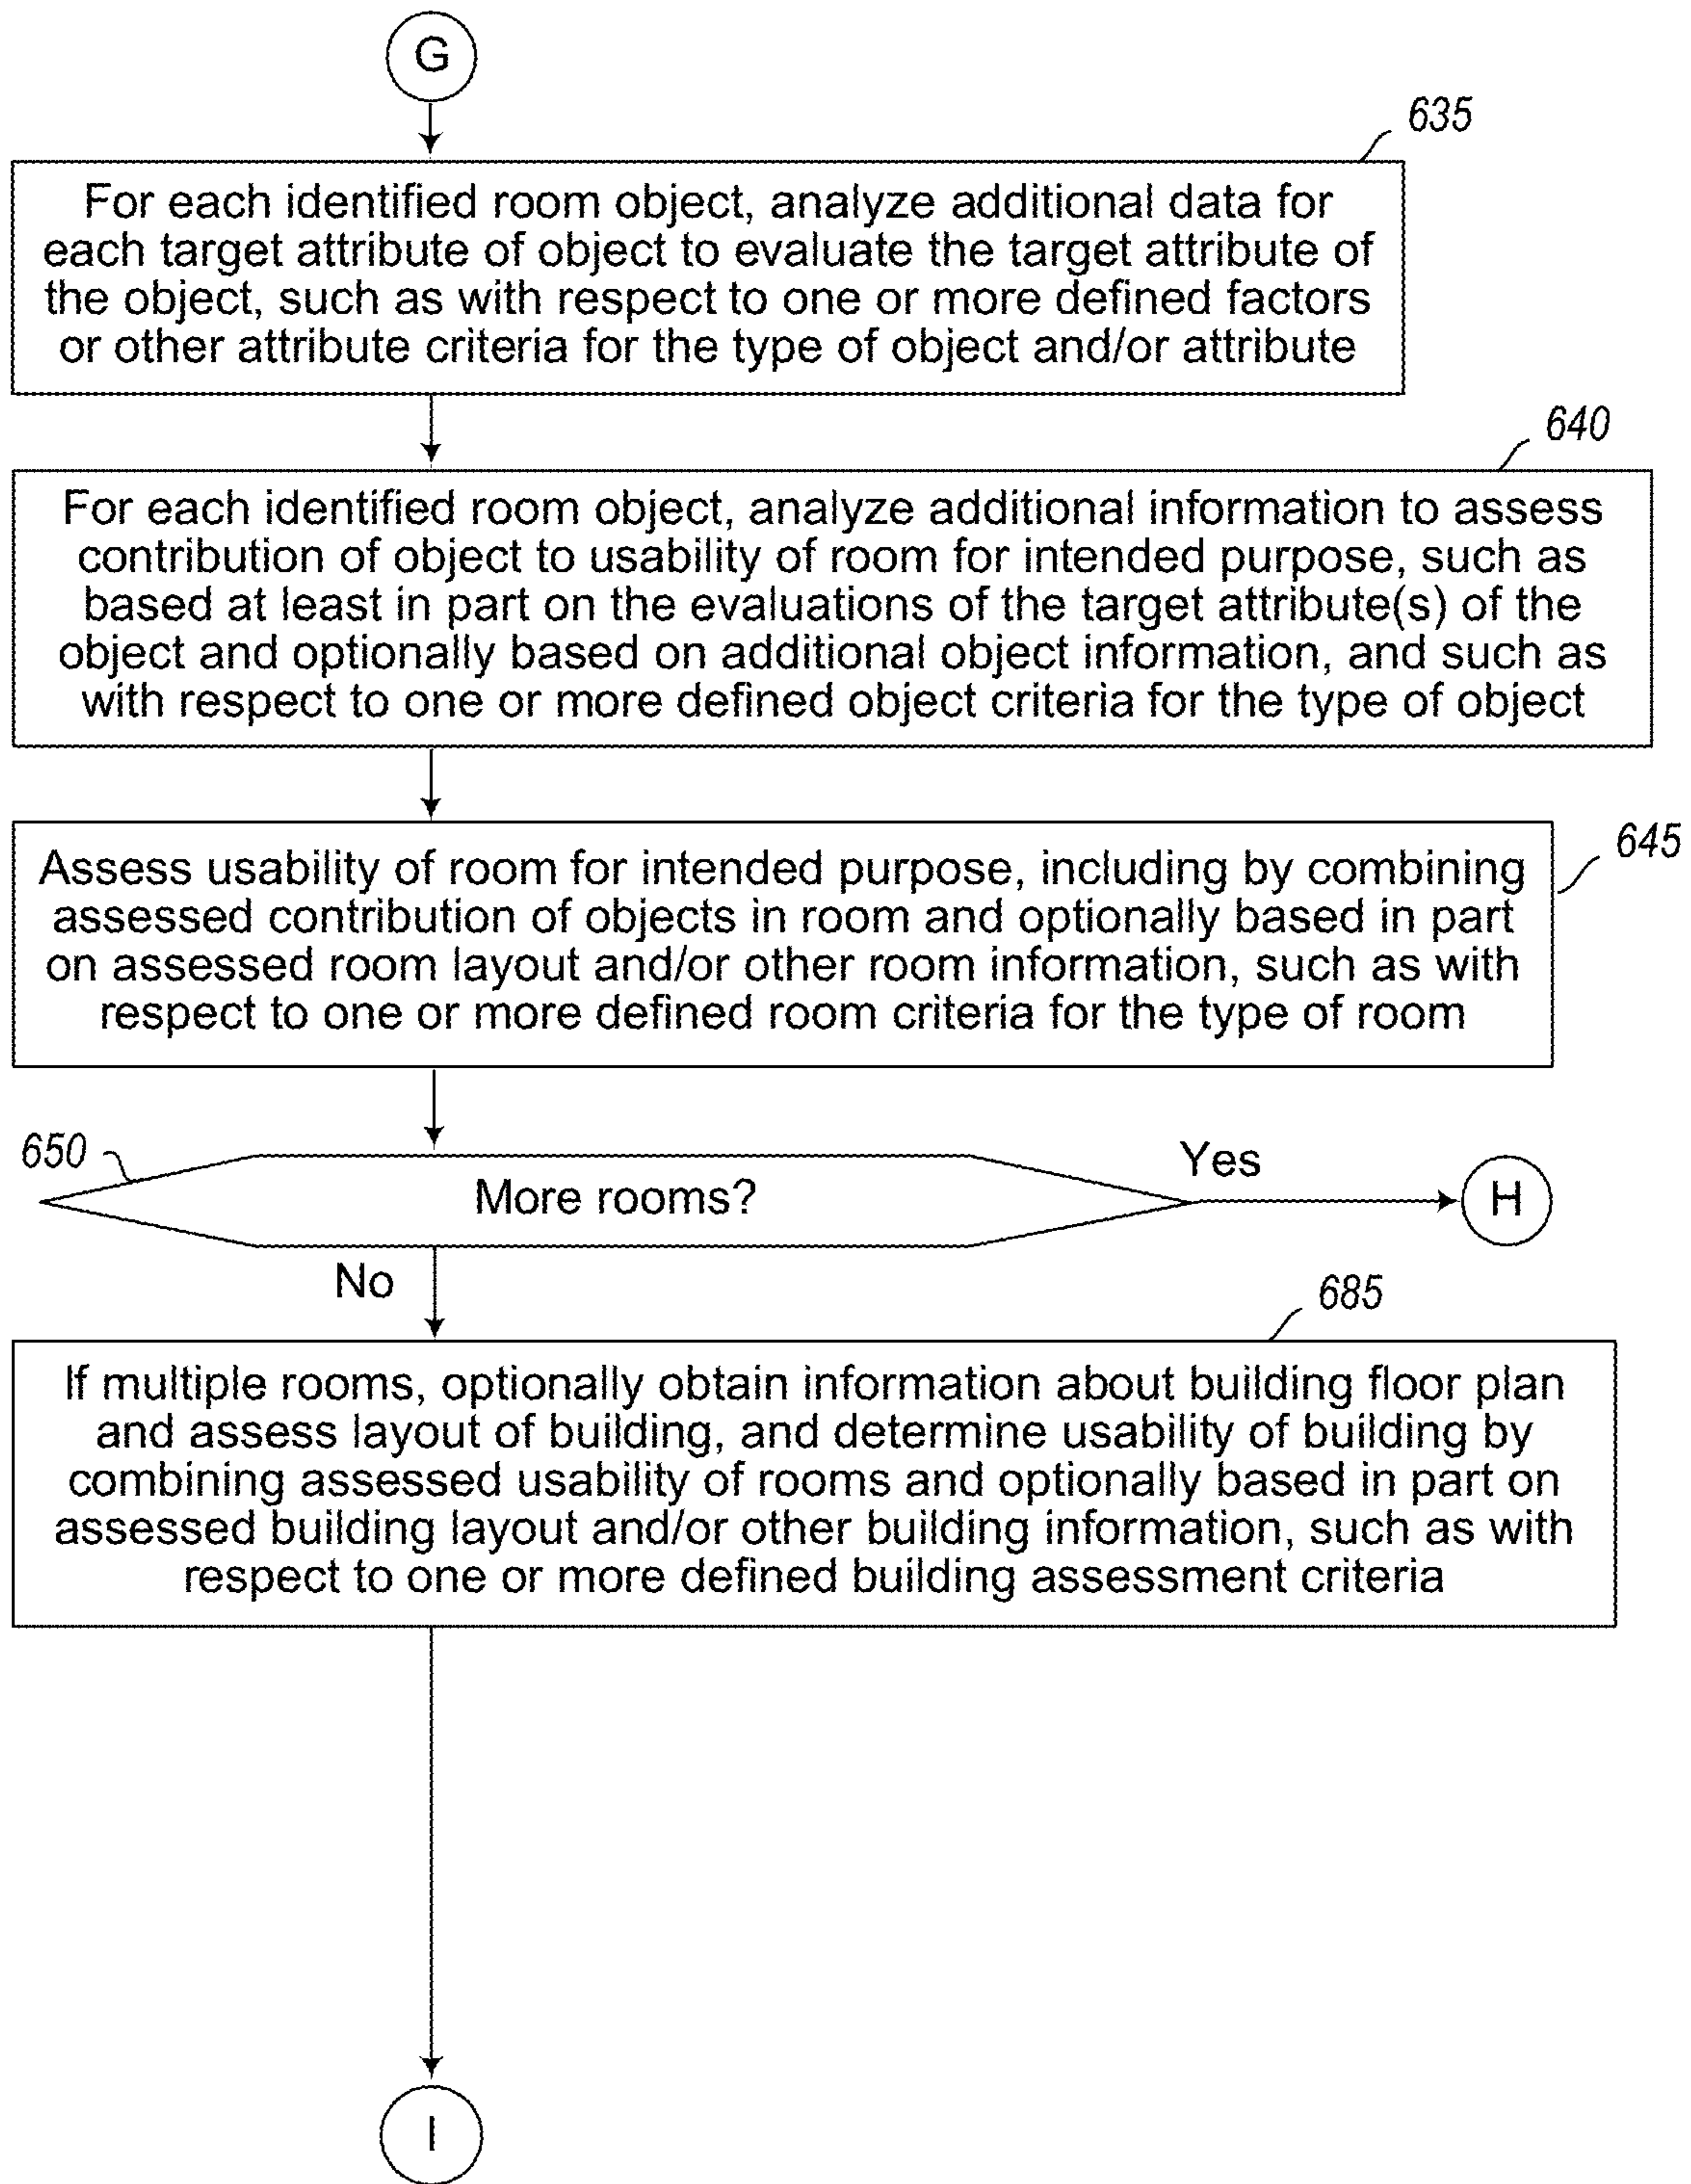 G
635
For each identified room object, analyze additional data for
each target attribute of object to evaluate the target attribute of
the object, such as with respect to one or more defined factors
or other attribute criteria for the type of object and/or attribute
640
For each identified room object, analyze additional information to assess
contribution of object to usability of room for intended purpose, such as
based at least in part on the evaluations of the target attribute(s) of the
object and optionally based on additional object information, and such as
with respect to one or more defined object criteria for the type of object
645
Assess usability of room for intended purpose, including by combining
assessed contribution of objects in room and optionally based in part
on assessed room layout and/or other room information, such as with
respect to one or more defined room criteria for the type of room
650
More rooms?
Yes
H
No
685
If multiple rooms, optionally obtain information about building floor plan
and assess layout of building, and determine usability of building by
combining assessed usability of rooms and optionally based in part on
assessed building layout and/or other building information, such as with
respect to one or more defined building assessment criteria
I